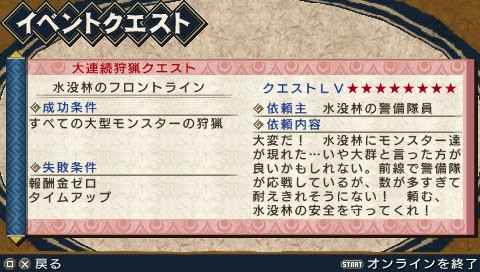 イベントクエスト
大連続狩猟クエスト
水没林のフロントライン
クエストLV★★★★★★★★
成功条件
すべての大型モンスターの狩猟
失敗条件
報酬金ゼロ
タイムアップ
依頼主 水没林の警備隊員
依頼内容
大変だ! 水没林にモンスター達
が現れた…いや大群と言った方が
良いかもしれない。前線で警備隊
が応戦しているが、数が多すぎて
耐えきれそうにない! 頼む、
水没林の安全を守ってくれ!
戻る
START オンラインを終了